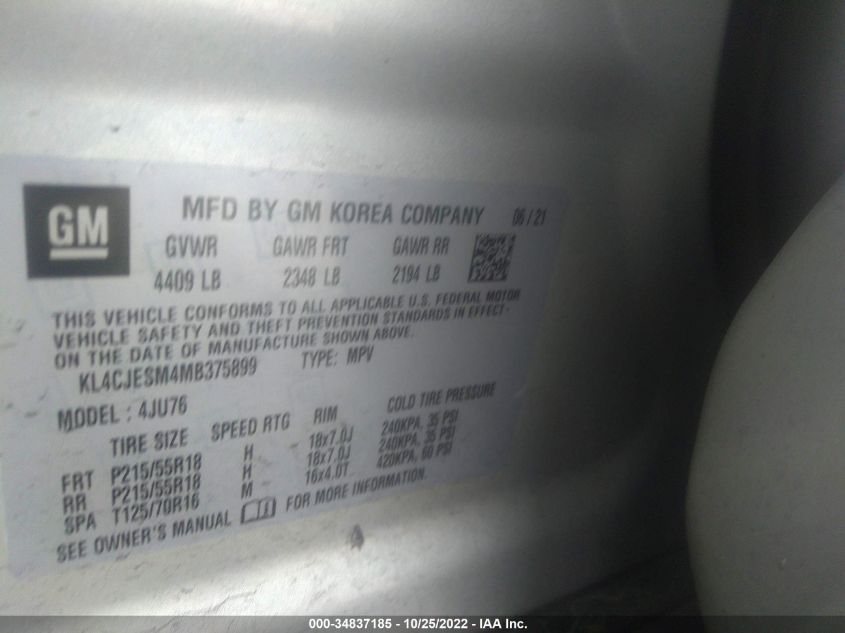 GM
MFD BY GM KOREA COMPANY 06/21
GVWR GAWR FRT GAWR RR
4409 LB 2348 LB 2194 LB
THIS VEHICLE CONFORMS TO ALL APPLICABLE U.S. FEDERAL MOTOR
VEHICLE SAFETY AND THEFT PREVENTION STANDARDS IN EFFECT
ON THE DATE OF MANUFACTURE SHOWN ABOVE.
KL4CJESM4MB375899 TYPE: MPV
MODEL : 4JU76
TIRE SIZE SPEED RTG RIM COLD TIRE PRESSURE
FRT P215/55R18 H 18x7.0J 240KPA, 35 PSI
RR P215/55R18 H 18x7.0J 240KPA, 35 PSI
SPA T125/70R16 M 16x4.0T 420KPA, 60 PSI
SEE OWNER'S MANUAL FOR MORE INFORMATION.
000-34837185 - 10/25/2022 - IAA Inc.